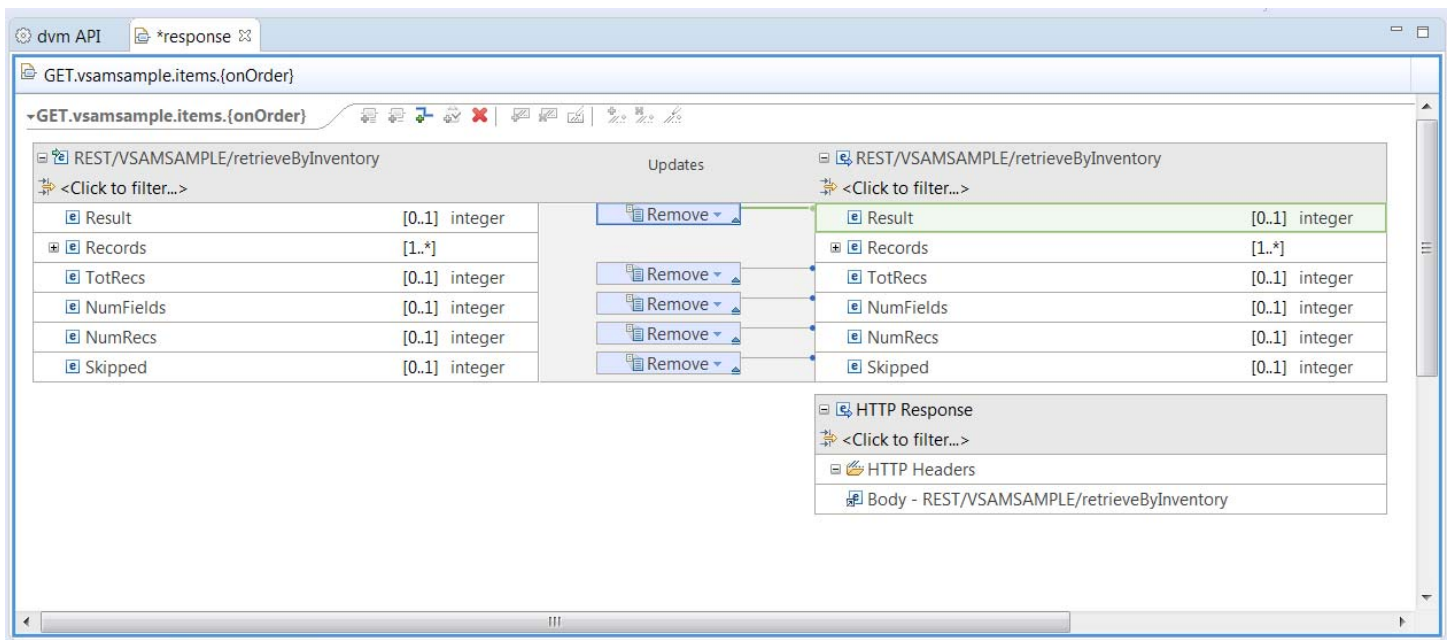 dvm API
*response
GET.vsamsample.items.{onOrder}
GET.vsamsample.items.{onOrder}
REST/VSAMSAMPLE/retrieveByInventory Updates REST/VSAMSAMPLE/retrieveByInventory
<Click to filter...> <Click to filter...>
Result [0..1] integer Remove Result [0..1] integer
Records [1..*] Records [1..*]
TotRecs [0..1] integer Remove TotRecs [0..1] integer
NumFields [0..1] integer Remove NumFields [0..1] integer
NumRecs [0..1] integer Remove NumRecs [0..1] integer
Skipped [0..1] integer Remove Skipped [0..1] integer
HTTP Response
<Click to filter...>
HTTP Headers
Body - REST/VSAMSAMPLE/retrieveByInventory